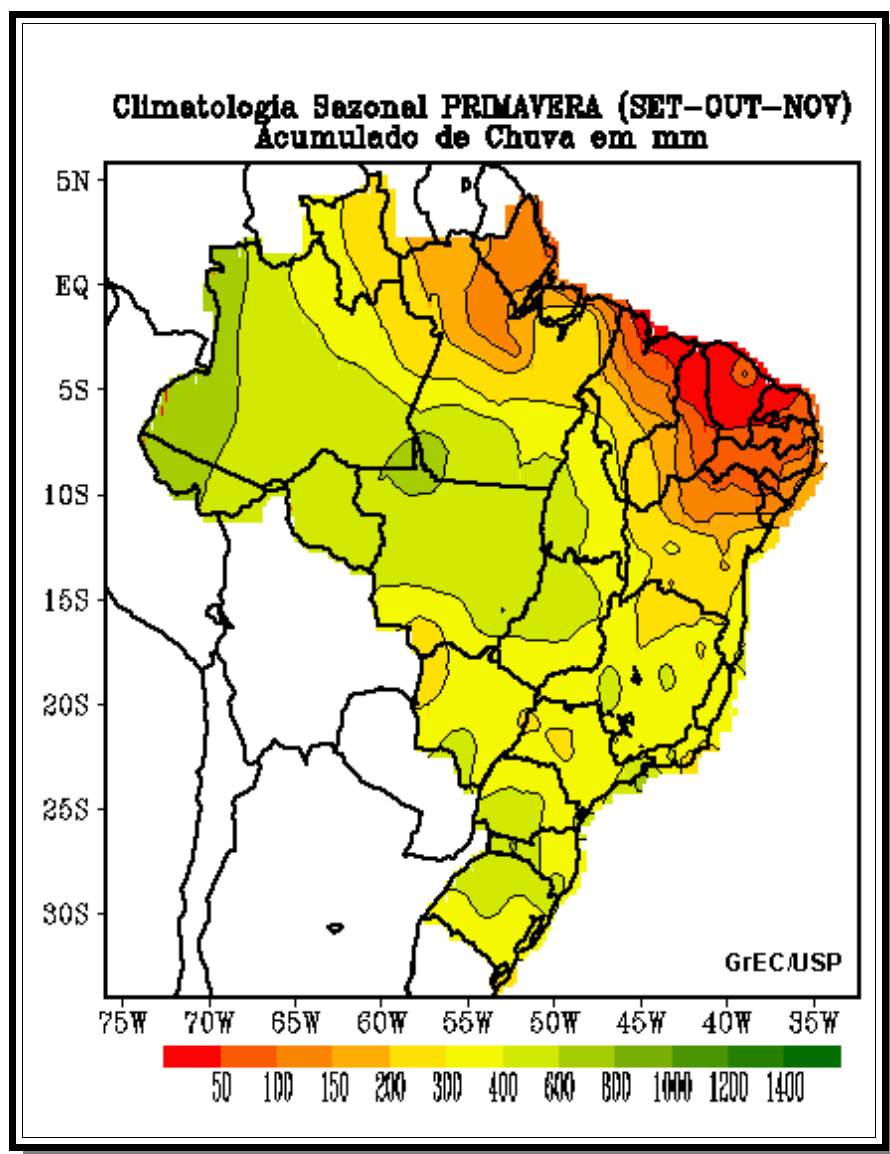 Climatologia Sazonal PRIMAVERA (SET-OUT-NOV)
Acumulado de Chuva em mm
5N
EQ
5S
10S
15S
20S
25S
30S
GrEC/USP
75W 70W 65W 60W 55W 50W 45W 40W 35W
50 100 150 200 300 400 600 800 1000 1200 1400